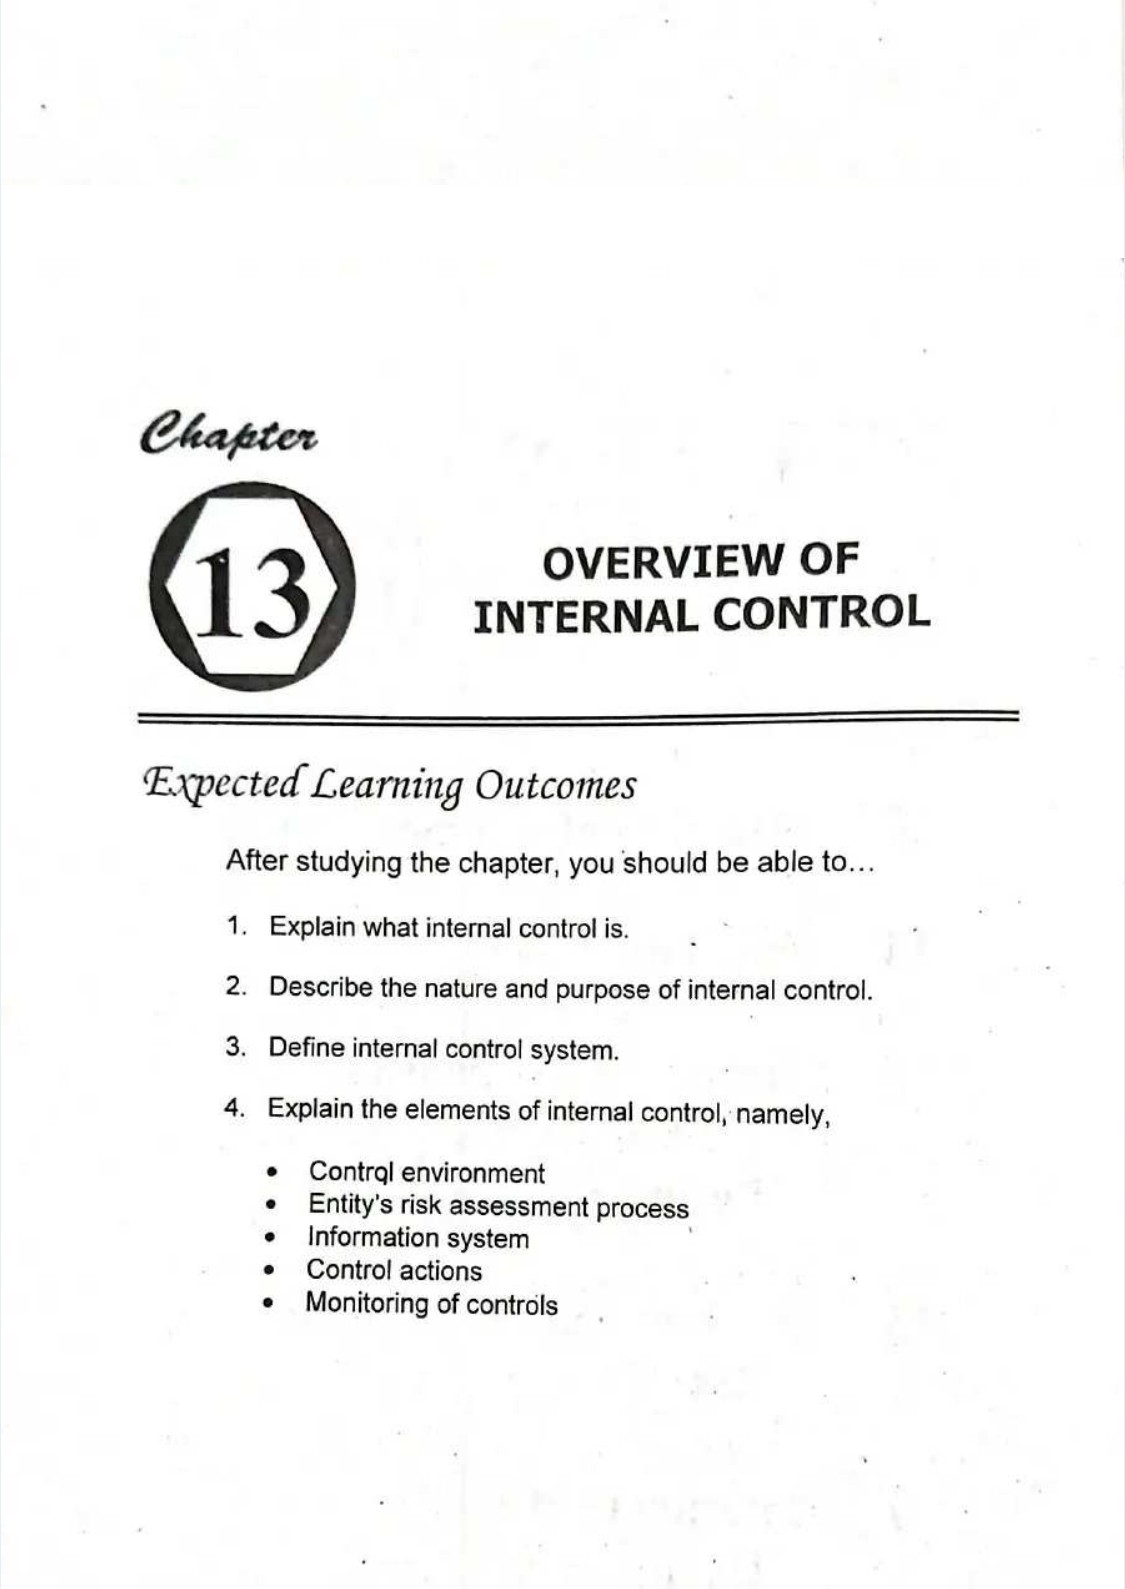 Chapter
13
OVERVIEW OF
INTERNAL CONTROL
Expected Learning Outcomes
After studying the chapter, you should be able to...
1. Explain what internal control is.
2. Describe the nature and purpose of internal control.
3. Define internal control system.
4. Explain the elements of internal control, namely,
• Control environment
• Entity's risk assessment process
• Information system
• Control actions
• Monitoring of controls